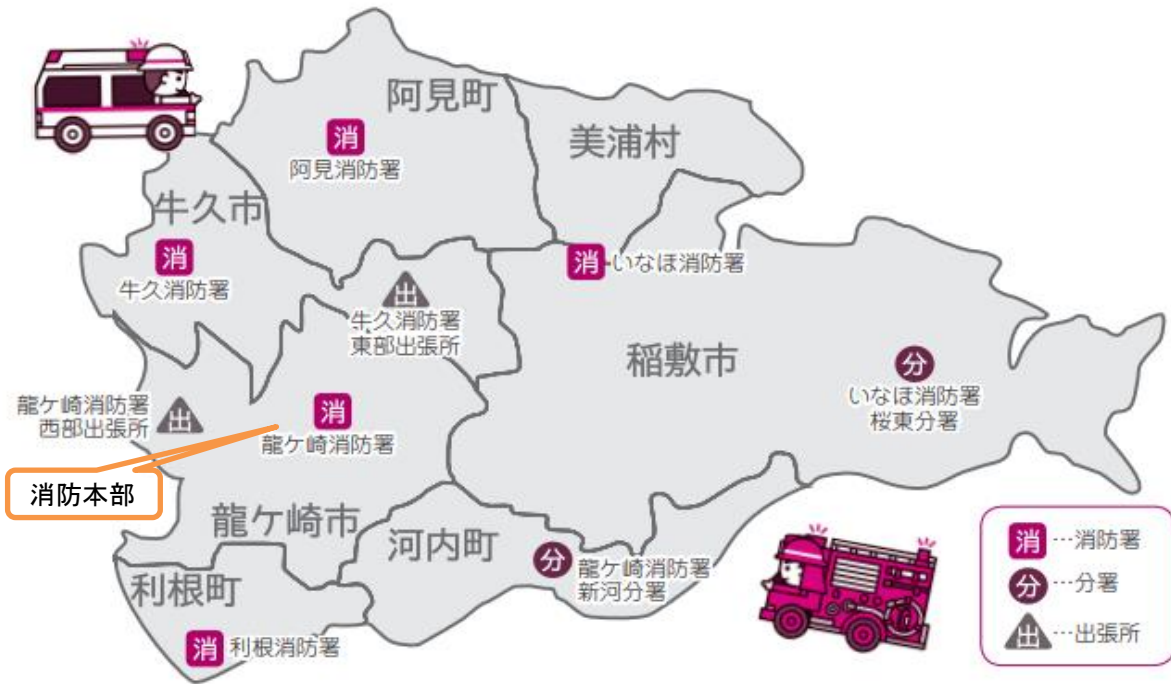 阿見町
消
阿見消防署
美浦村
牛久市
消
牛久消防署
消
いなほ消防署
出
牛久消防署
東部出張所
稲敷市
分
いなほ消防署
桜東分署
龍ケ崎消防署
西部出張所
出
消
龍ケ崎消防署
消防本部
龍ケ崎市
河内町
分
龍ケ崎消防署
新河分署
利根町
消
利根消防署
消…消防署
分…分署
出…出張所